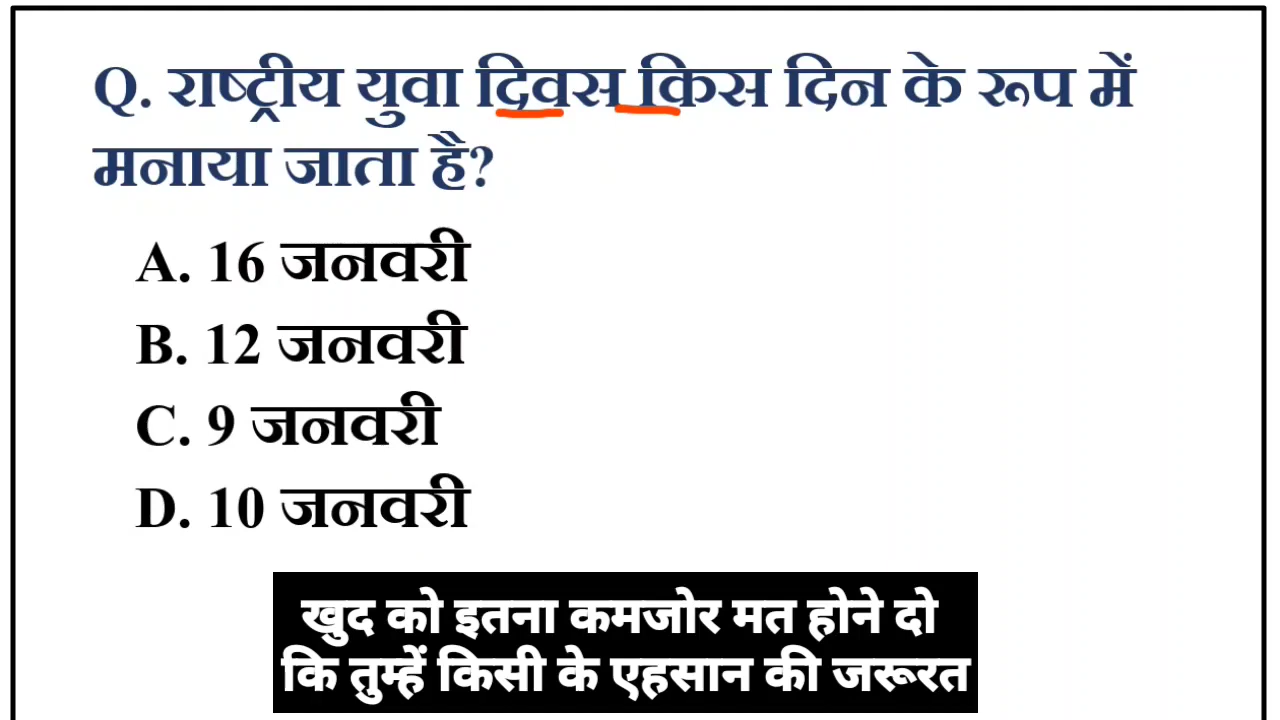 Q. राष्ट्रीय युवा दिवस किस दिन के रूप में
मनाया जाता है?
A. 16 जनवरी
B. 12 जनवरी
C. 9 जनवरी
D. 10 जनवरी
खुद को इतना कमजोर मत होने दो
कि तुम्हें किसी के एहसान की जरूरत